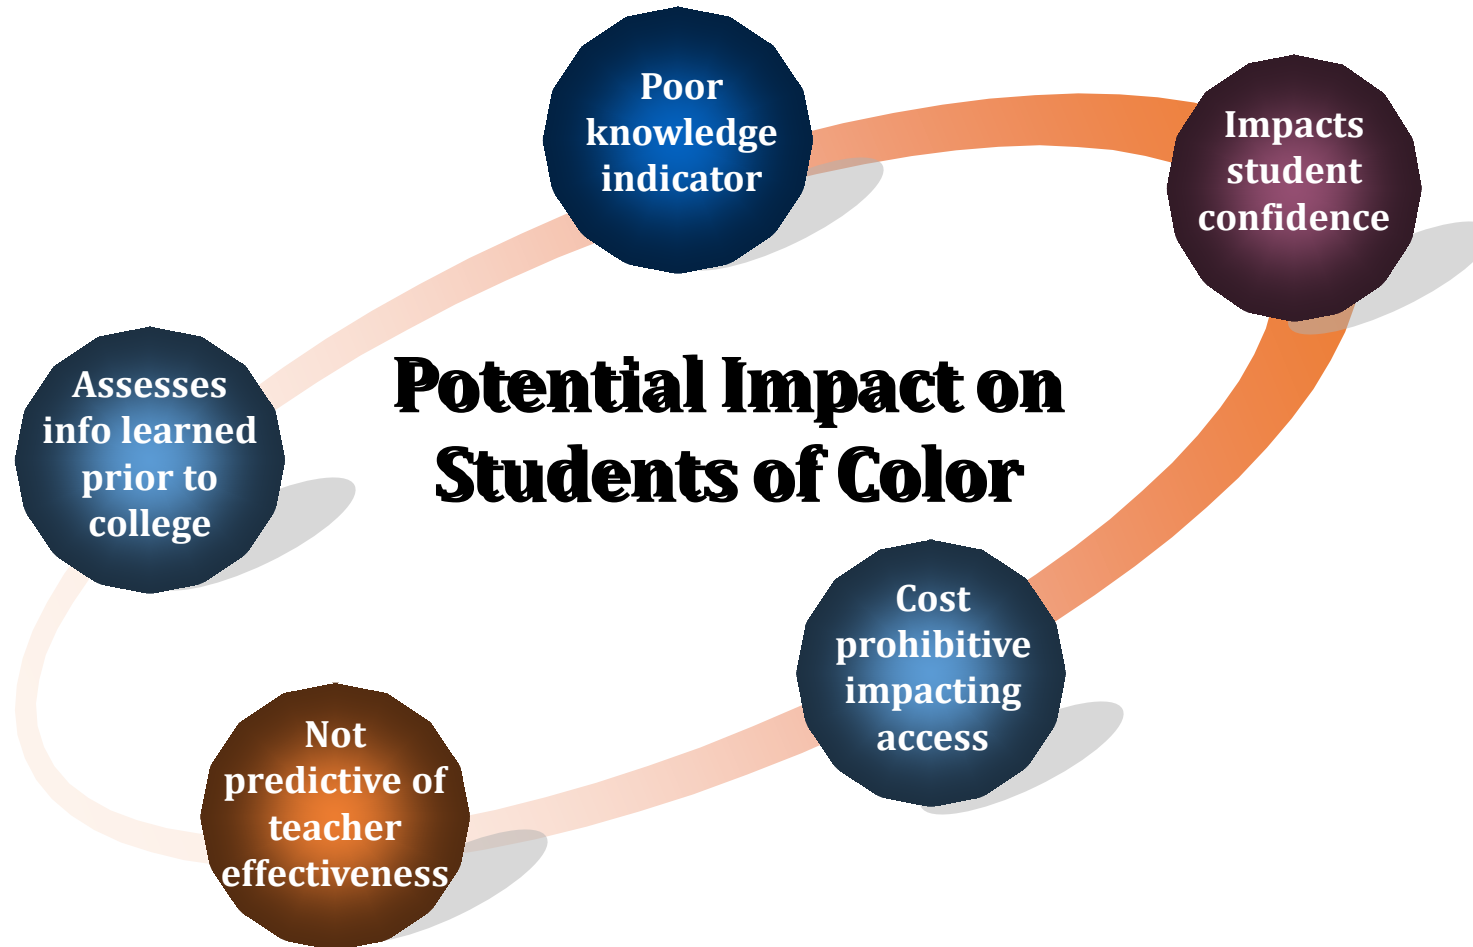 Poor
knowledge
indicator
Impacts
student
confidence
Assesses
info learned
prior to
college
Potential Impact on
Students of Color
Cost
prohibitive
impacting
access
Not
predictive of
teacher
effectiveness